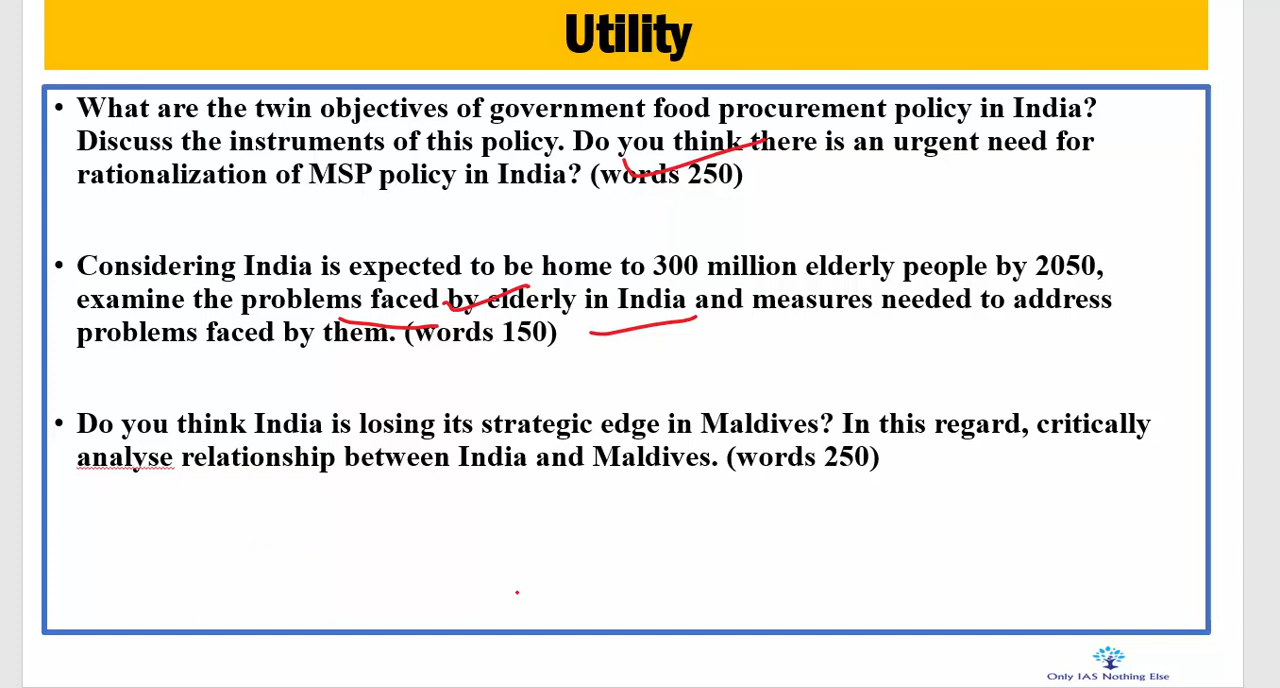 Utility
• What are the twin objectives of government food procurement policy in India?
Discuss the instruments of this policy. Do you think there is an urgent need for
rationalization of MSP policy in India? (words 250)
• Considering India is expected to be home to 300 million elderly people by 2050,
examine the problems faced by elderly in India and measures needed to address
problems faced by them. (words 150)
• Do you think India is losing its strategic edge in Maldives? In this regard, critically
analyse relationship between India and Maldives. (words 250)
Only IAS Nothing Else